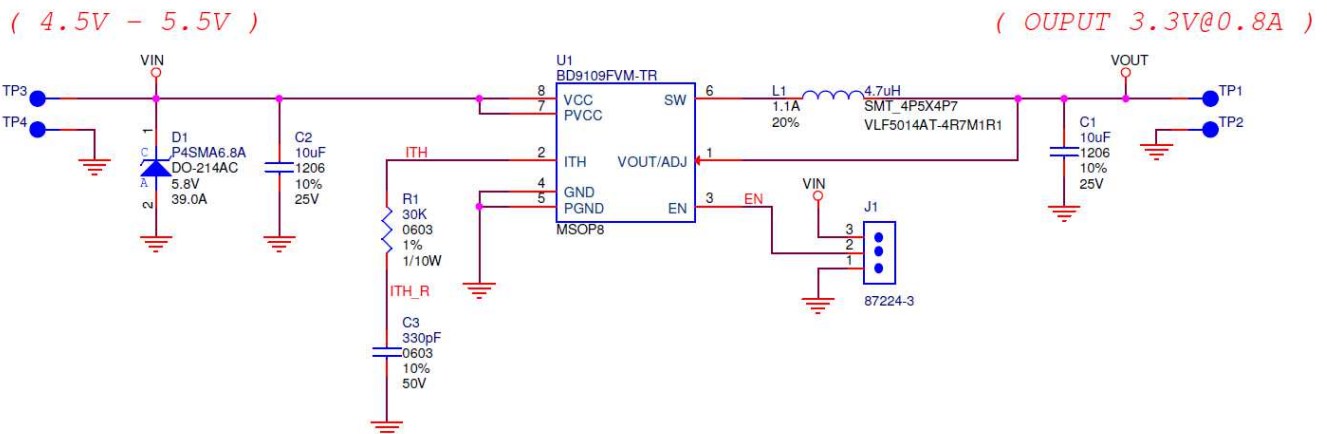 ( 4.5V - 5.5V )
( OUPUT 3.3V@0.8A )
VIN
TP3
TP4
1
C
A
2
D1
P4SMA6.8A
DO-214AC
5.8V
39.0A
C2
10uF
1206
10%
25V
ITH
R1
30K
0603
1%
1/10W
ITH_R
C3
330pF
0603
10%
50V
U1
BD9109FVM-TR
8 VCC SW 6
7 PVCC
2 ITH VOUT/ADJ 1
4 GND
5 PGND EN 3
MSOP8
L1
1.1A
20%
4.7uH
SMT_4P5X4P7
VLF5014AT-4R7M1R1
EN
VIN
J1
3
2
1
87224-3
VOUT
C1
10uF
1206
10%
25V
TP1
TP2